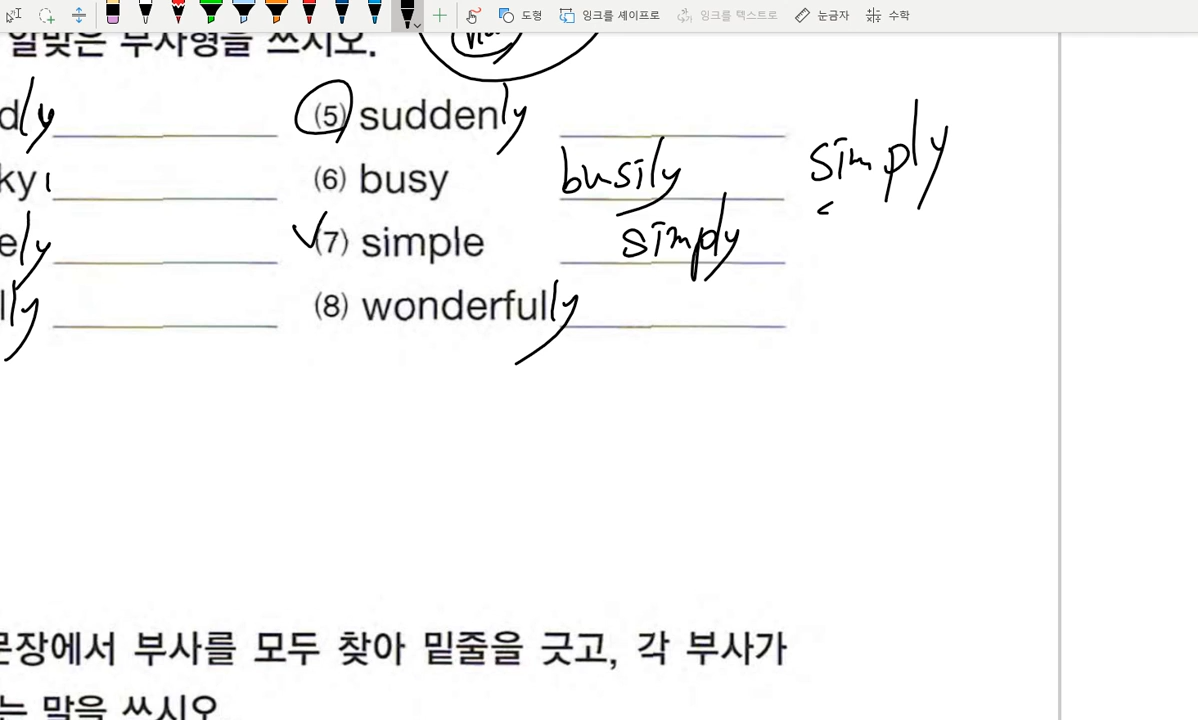 도형 잉크를 셰이프로 잉크를 텍스트로 눈금자 수학
알맞은 부사형을 쓰시오.
dly (5) suddenly simply
ky (6) busy busily
ely (7) simple simply
lly (8) wonderfully
문장에서 부사를 모두 찾아 밑줄을 긋고, 각 부사가
는 말을 쓰시오.